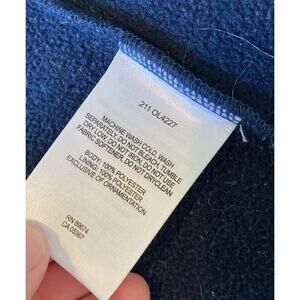 211 OL4227
MACHINE WASH COLD, WASH
SEPARATELY, DO NOT BLEACH, TUMBLE
DRY LOW, DO NOT IRON, DO NOT USE
FABRIC SOFTENER. DO NOT DRYCLEAN.
BODY: 100% POLYESTER
LINING: 100% POLYESTER
EXCLUSIVE OF ORNAMENTATION
RN 89674
CA 05367